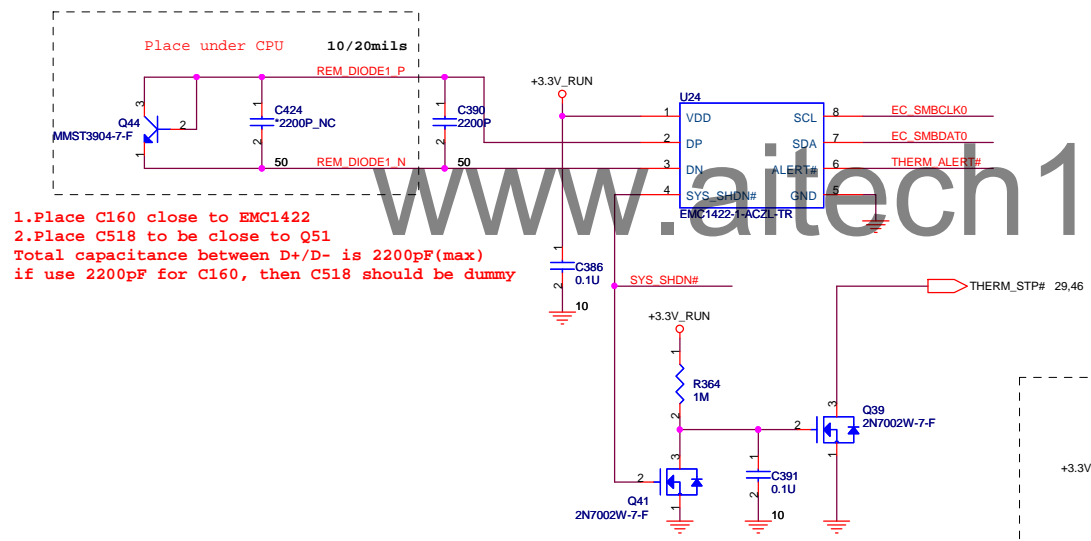 Place under CPU 10/20mils
REM_DIODE1_P
+3.3V_RUN
U24
3
Q44
MMST3904-7-F
2
1
1
C424
*2200P_NC
2
50
1
C390
2200P
2
50
REM_DIODE1_N
1 VDD
2 DP
3 DN
4 SYS_SHDN#
SCL 8 EC_SMBCLK0
SDA 7 EC_SMBDAT0
ALERT# 6 THERM_ALERT#
GND 5
EMC1422-1-ACZL-TR
www.aitech1
1.Place C160 close to EMC1422
2.Place C518 to be close to Q51
Total capacitance between D+/D- is 2200pF(max)
if use 2200pF for C160, then C518 should be dummy
1
C386
0.1U
2
10
SYS_SHDN#
THERM_STP# 29,46
+3.3V_RUN
1
R364
1M
2
3
2
Q39
2N7002W-7-F
1
3
2
Q41
2N7002W-7-F
1
1
C391
0.1U
2
10
+3.3V